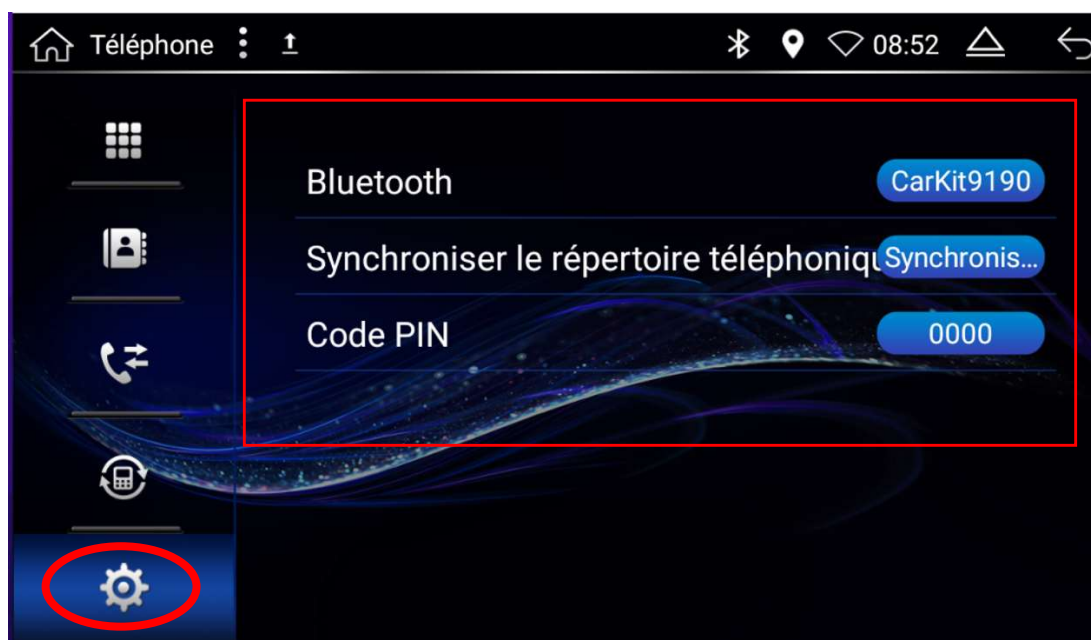 Téléphone 08:52
Bluetooth CarKit9190
Synchroniser le répertoire téléphoniqu Synchronis...
Code PIN 0000